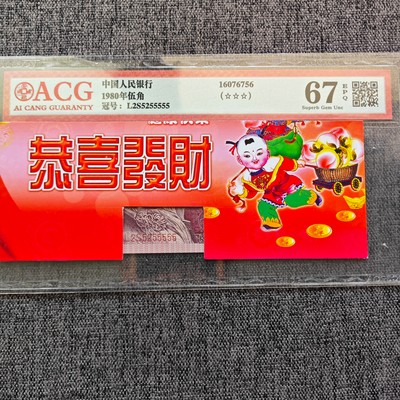 ACG
AI CANG GUARANTY
中国人民银行
1980年伍角
冠号：L2S5255555
16076756
(☆☆☆)
67
EPQ
Superb Gem Unc
恭喜發財
L2S5255555